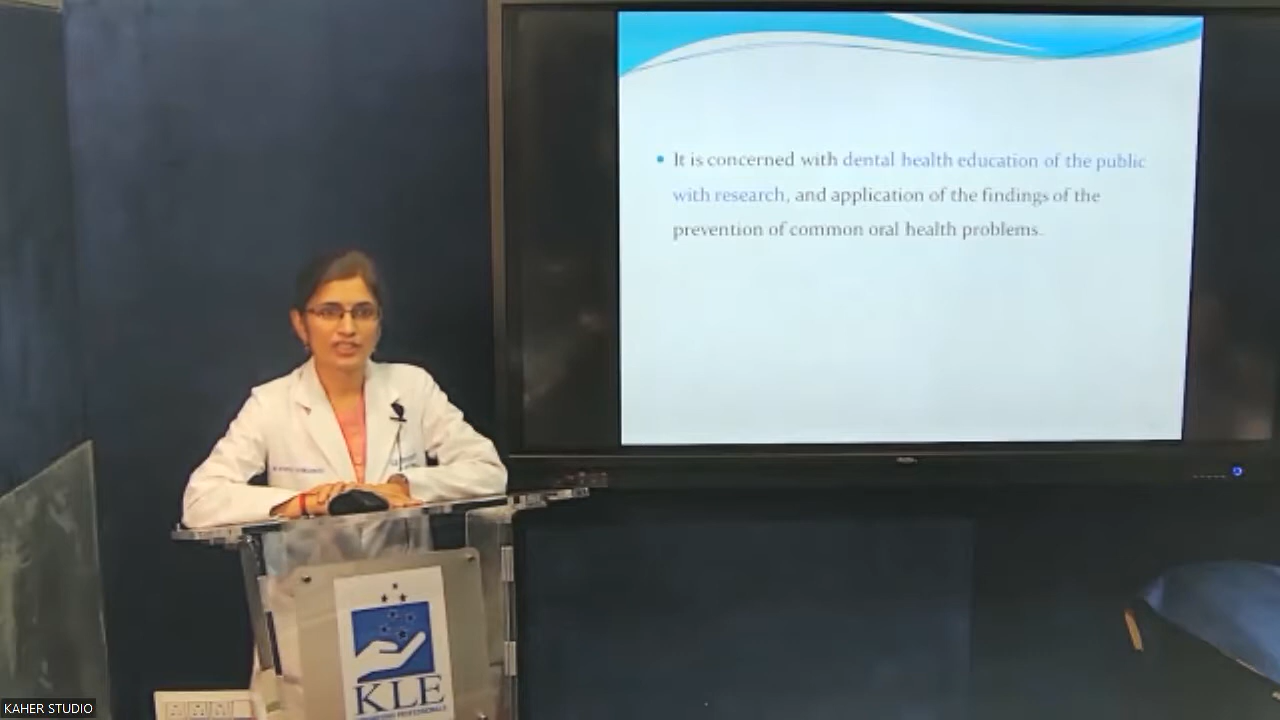 It is concerned with dental health education of the public
with research, and application of the findings of the
prevention of common oral health problems.
KLE
KAHER STUDIO